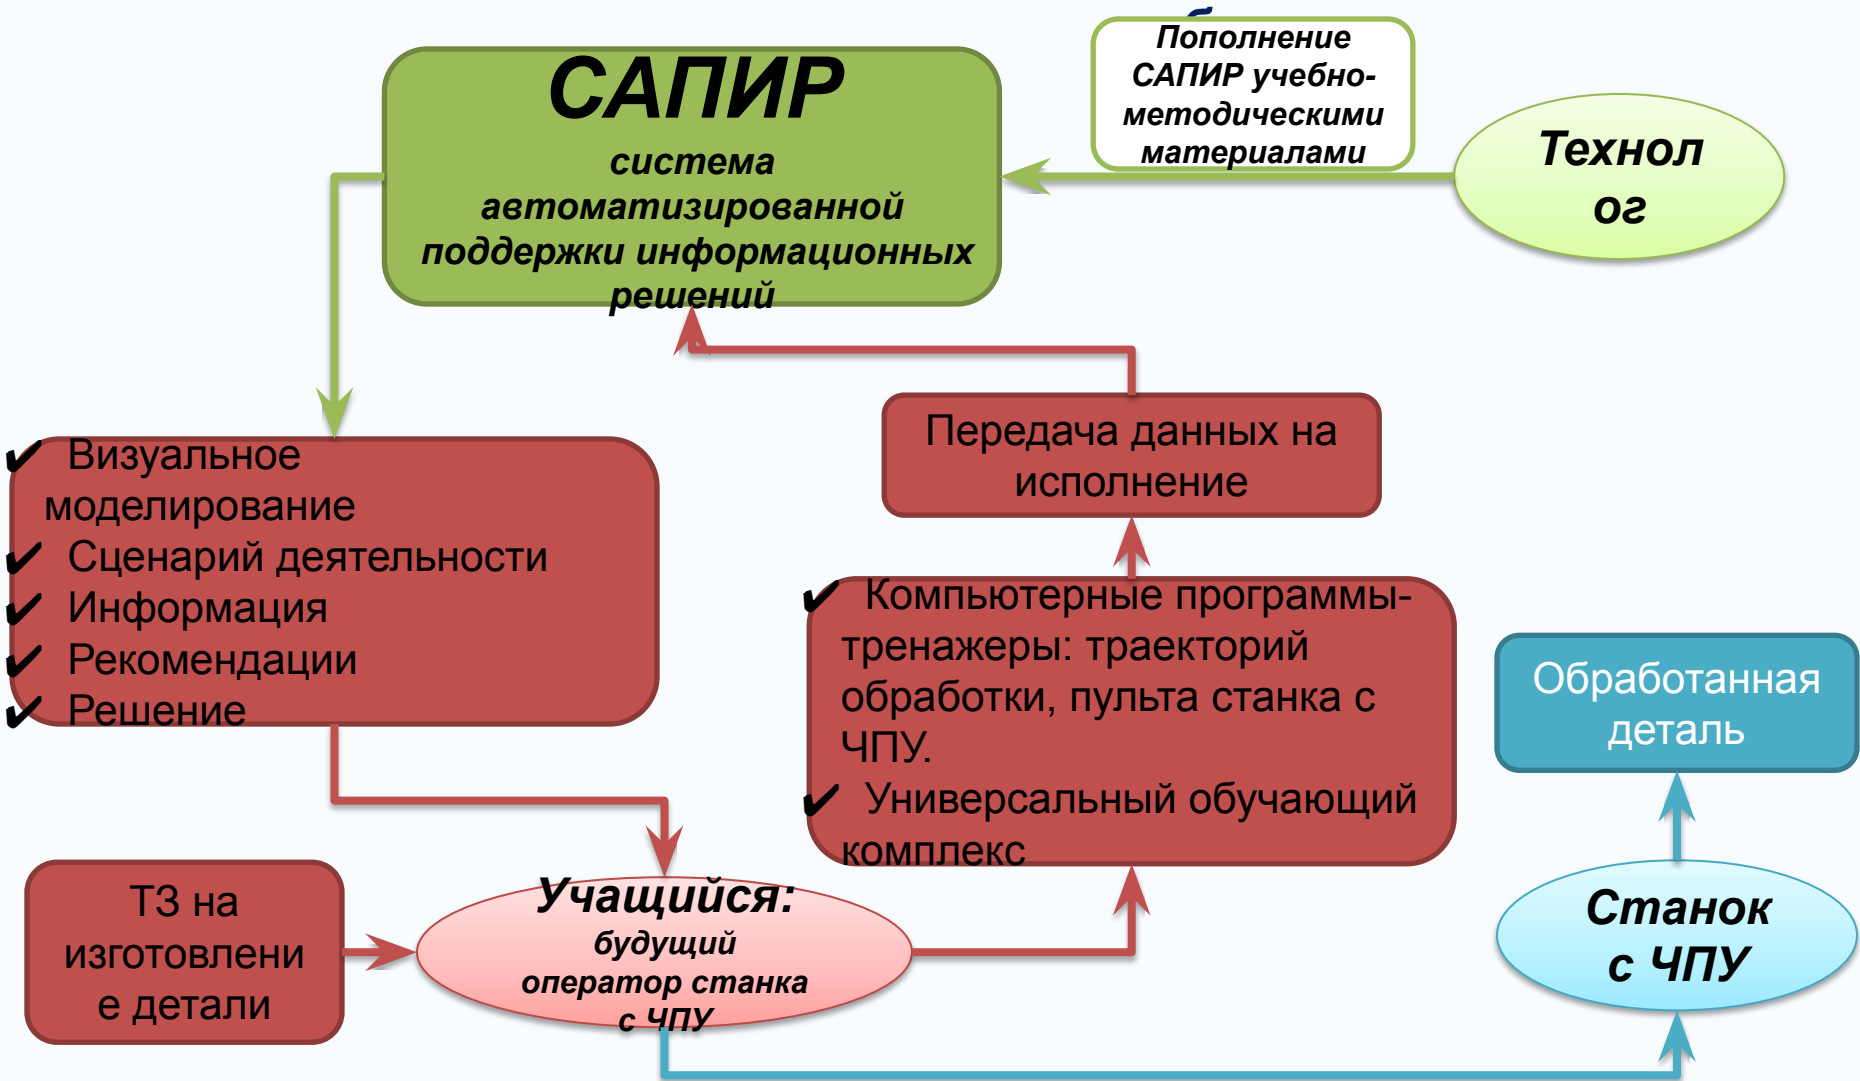 САПИР
система
автоматизированной
поддержки информационных
решений
Пополнение
САПИР учебно-
методическими
материалами
Технол
ог
✔ Визуальное
моделирование
✔ Сценарий деятельности
✔ Информация
✔ Рекомендации
✔ Решение
Передача данных на
исполнение
✔ Компьютерные программы-
тренажеры: траекторий
обработки, пульта станка с
ЧПУ.
✔ Универсальный обучающий
комплекс
Обработанная
деталь
ТЗ на
изготовлени
е детали
Учащийся:
будущий
оператор станка
с ЧПУ
Станок
с ЧПУ